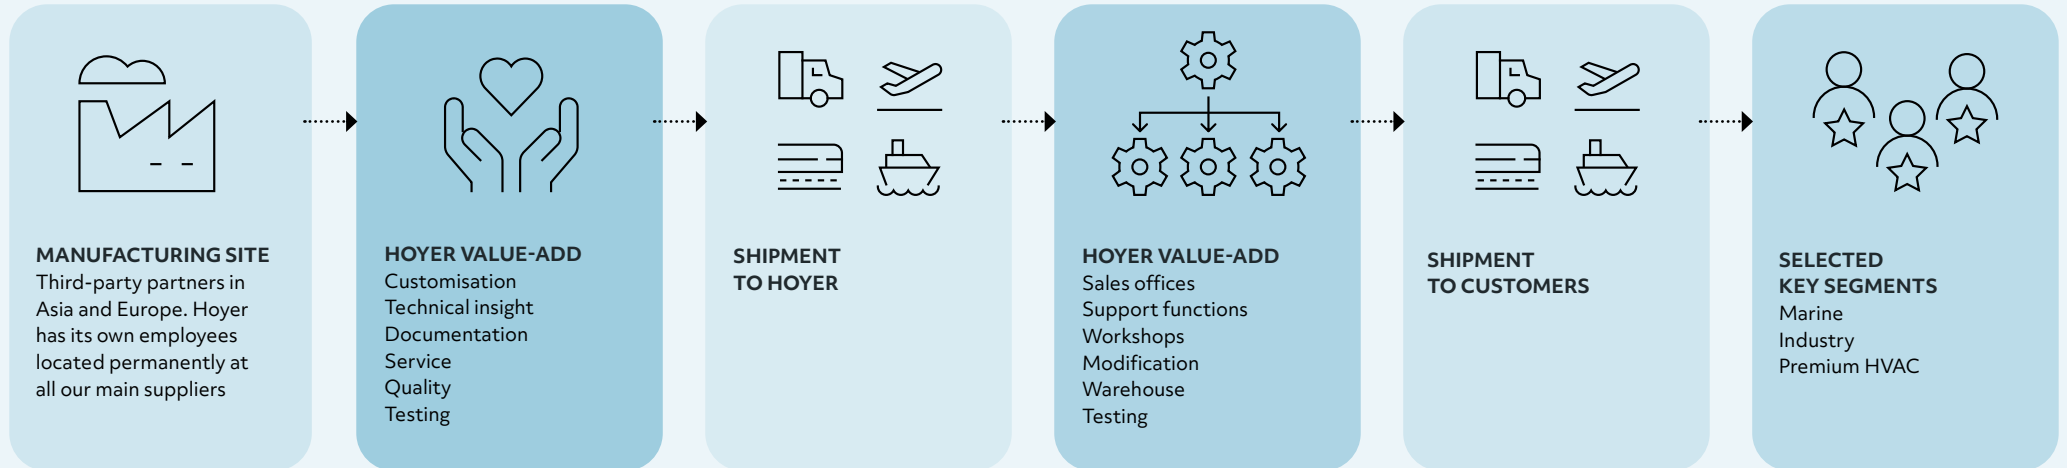 MANUFACTURING SITE
Third-party partners in
Asia and Europe. Hoyer
has its own employees
located permanently at
all our main suppliers
HOYER VALUE-ADD
Customisation
Technical insight
Documentation
Service
Quality
Testing
SHIPMENT
TO HOYER
HOYER VALUE-ADD
Sales offices
Support functions
Workshops
Modification
Warehouse
Testing
SHIPMENT
TO CUSTOMERS
SELECTED
KEY SEGMENTS
Marine
Industry
Premium HVAC